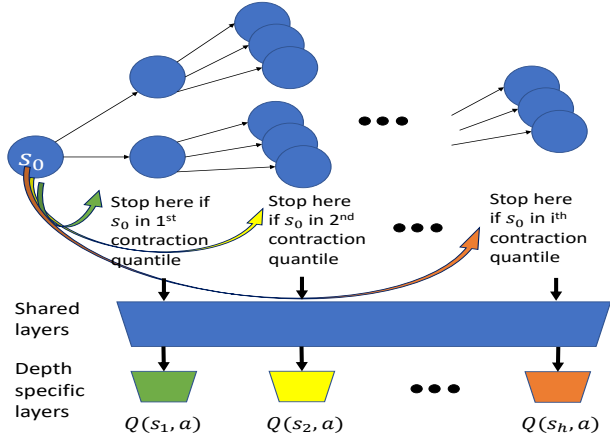 s₀
Stop here if
s₀ in 1ˢᵗ
contraction
quantile
Stop here
if s₀ in 2ⁿᵈ
contraction
quantile
Stop here
if s₀ in iᵗʰ
contraction
quantile
Shared
layers
Depth
specific
layers
Q(s₁, a)
Q(s₂, a)
Q(sₕ, a)